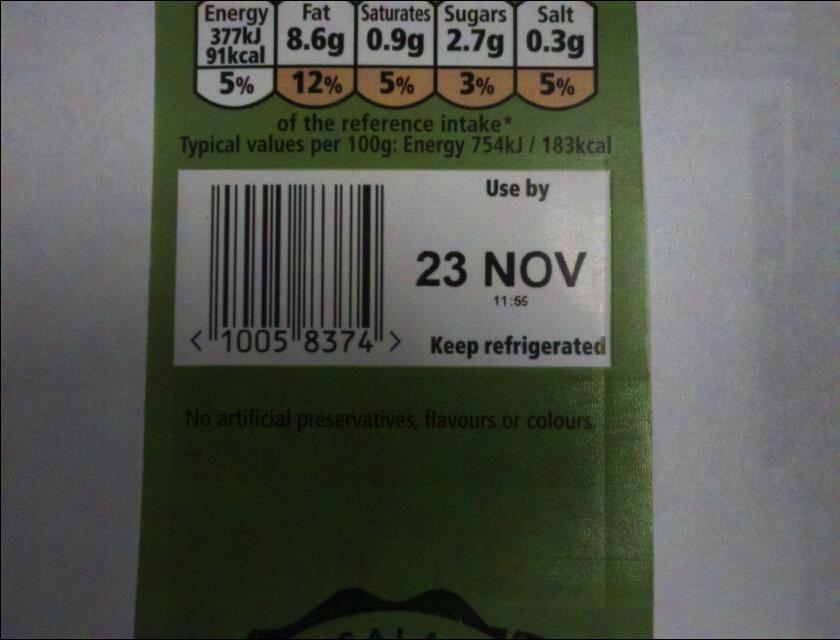 Energy Fat Saturates Sugars Salt
377kJ 8.6g 0.9g 2.7g 0.3g
91kcal
5% 12% 5% 3% 5%
of the reference intake*
Typical values per 100g: Energy 754kJ / 183kcal
Use by
23 NOV
11:59
<1005 8374>
Keep refrigerated
No artificial preservatives, flavours or colours.